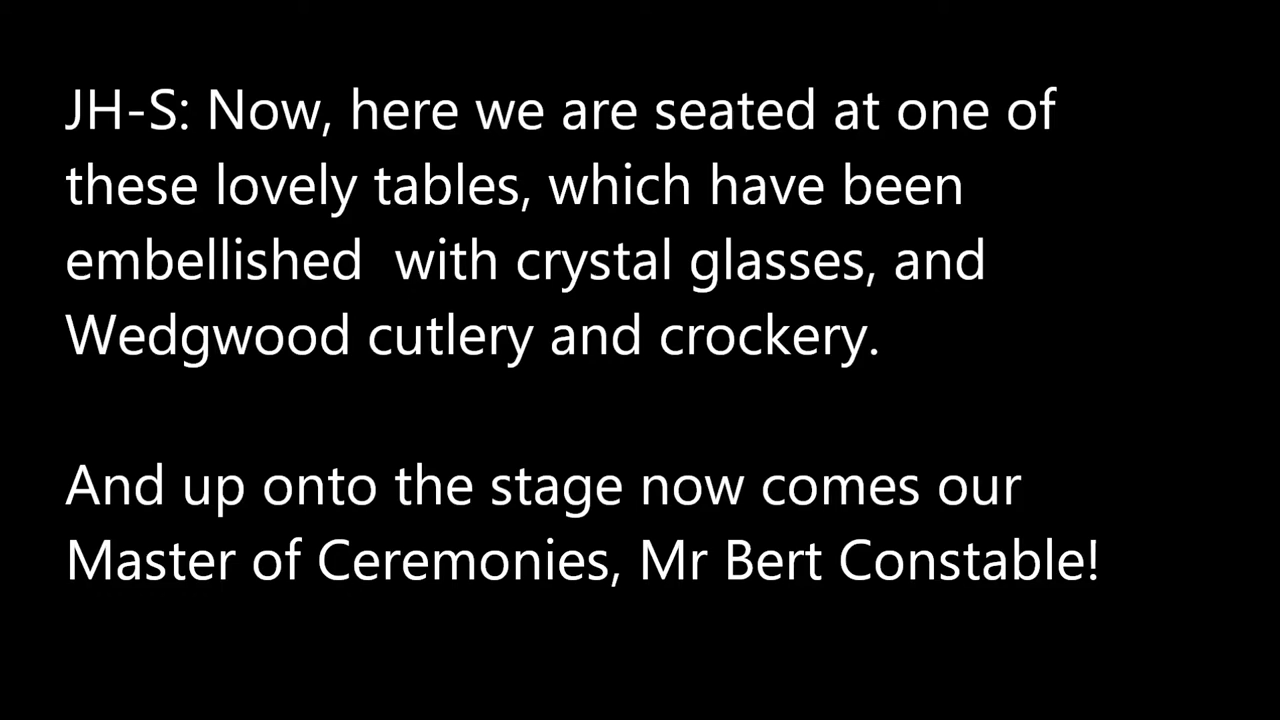 JH-S: Now, here we are seated at one of
these lovely tables, which have been
embellished  with crystal glasses, and
Wedgwood cutlery and crockery.
And up onto the stage now comes our
Master of Ceremonies, Mr Bert Constable!